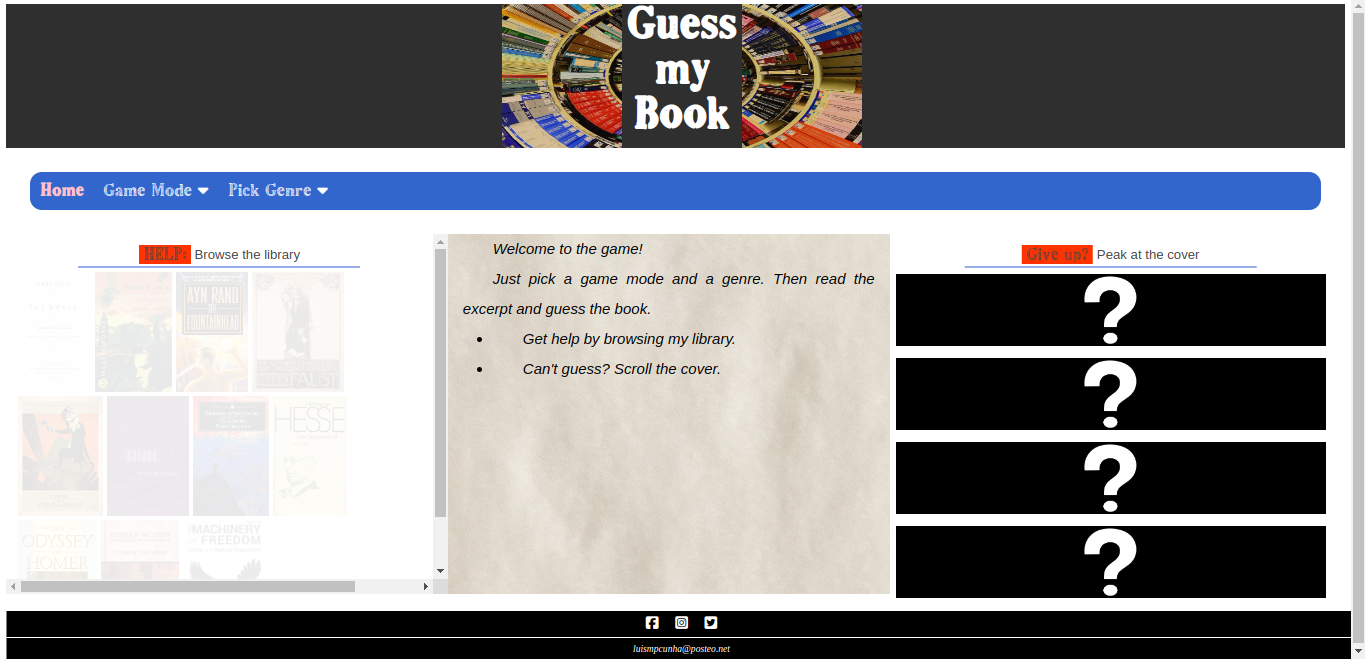 Guess
my
Book
Home Game Mode Pick Genre
HELP: Browse the library
AYN RAND
THE
FOUNTAINHEAD
FAUST
HESSE
THE
ODYSSEY
HOMER
HUMAN ACTION
MACHINERY
FREEDOM
Welcome to the game!
Just pick a game mode and a genre. Then read the
excerpt and guess the book.
• Get help by browsing my library.
• Can't guess? Scroll the cover.
Give up? Peak at the cover
?
?
?
?
luismpcunha@posteo.net